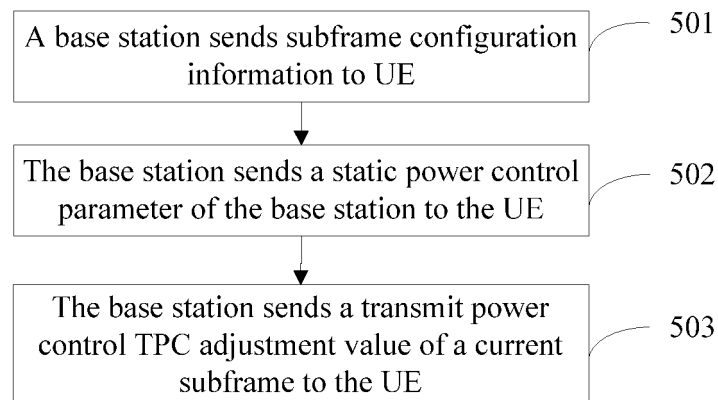 A base station sends subframe configuration
information to UE
501
The base station sends a static power control
parameter of the base station to the UE
502
The base station sends a transmit power
control TPC adjustment value of a current
subframe to the UE
503